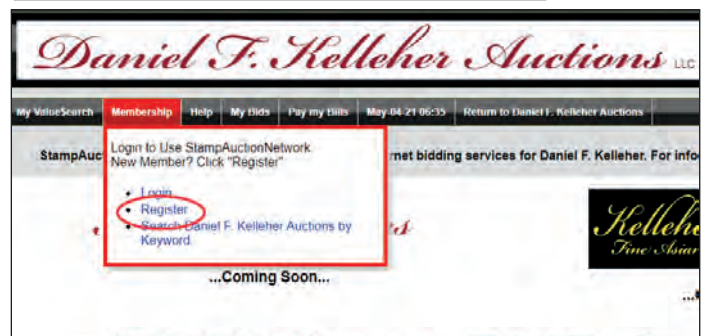 Daniel F. Kelleher Auctions LLC
My ValueSearch Membership Help My Bids Pay my Bills May-04-21 06:35 Return to Daniel F. Kelleher Auctions
Login to Use StampAuctionNetwork
New Member? Click "Register"
StampAuc rnet bidding services for Daniel F. Kelleher. For info
• Login
• Register
• Search Daniel F. Kelleher Auctions by
Keyword
Kelleh
Fine Asian
...Coming Soon...